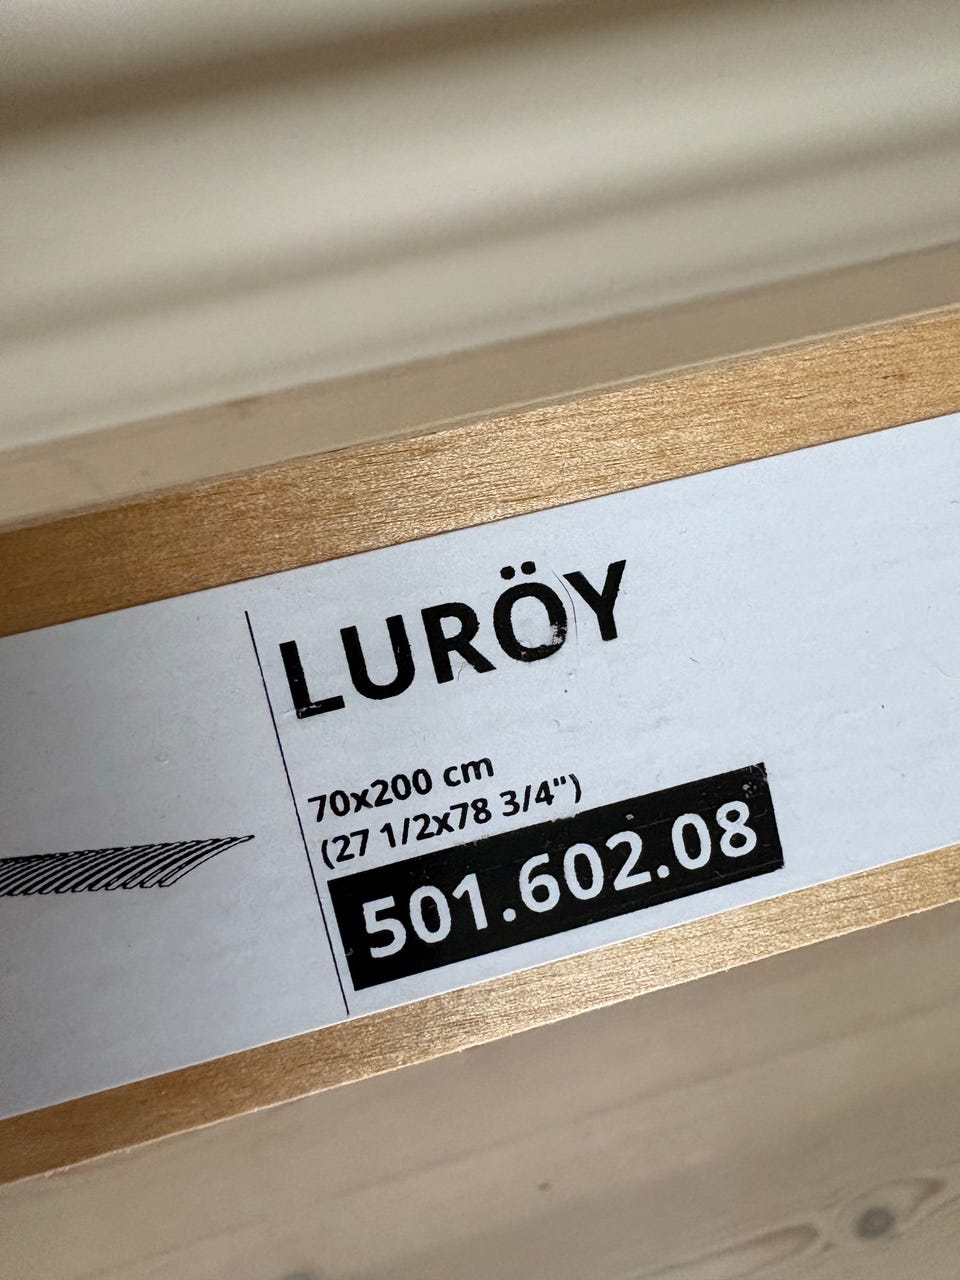 LURÖY
70x200 cm
(27 1/2x78 3/4")
501.602.08